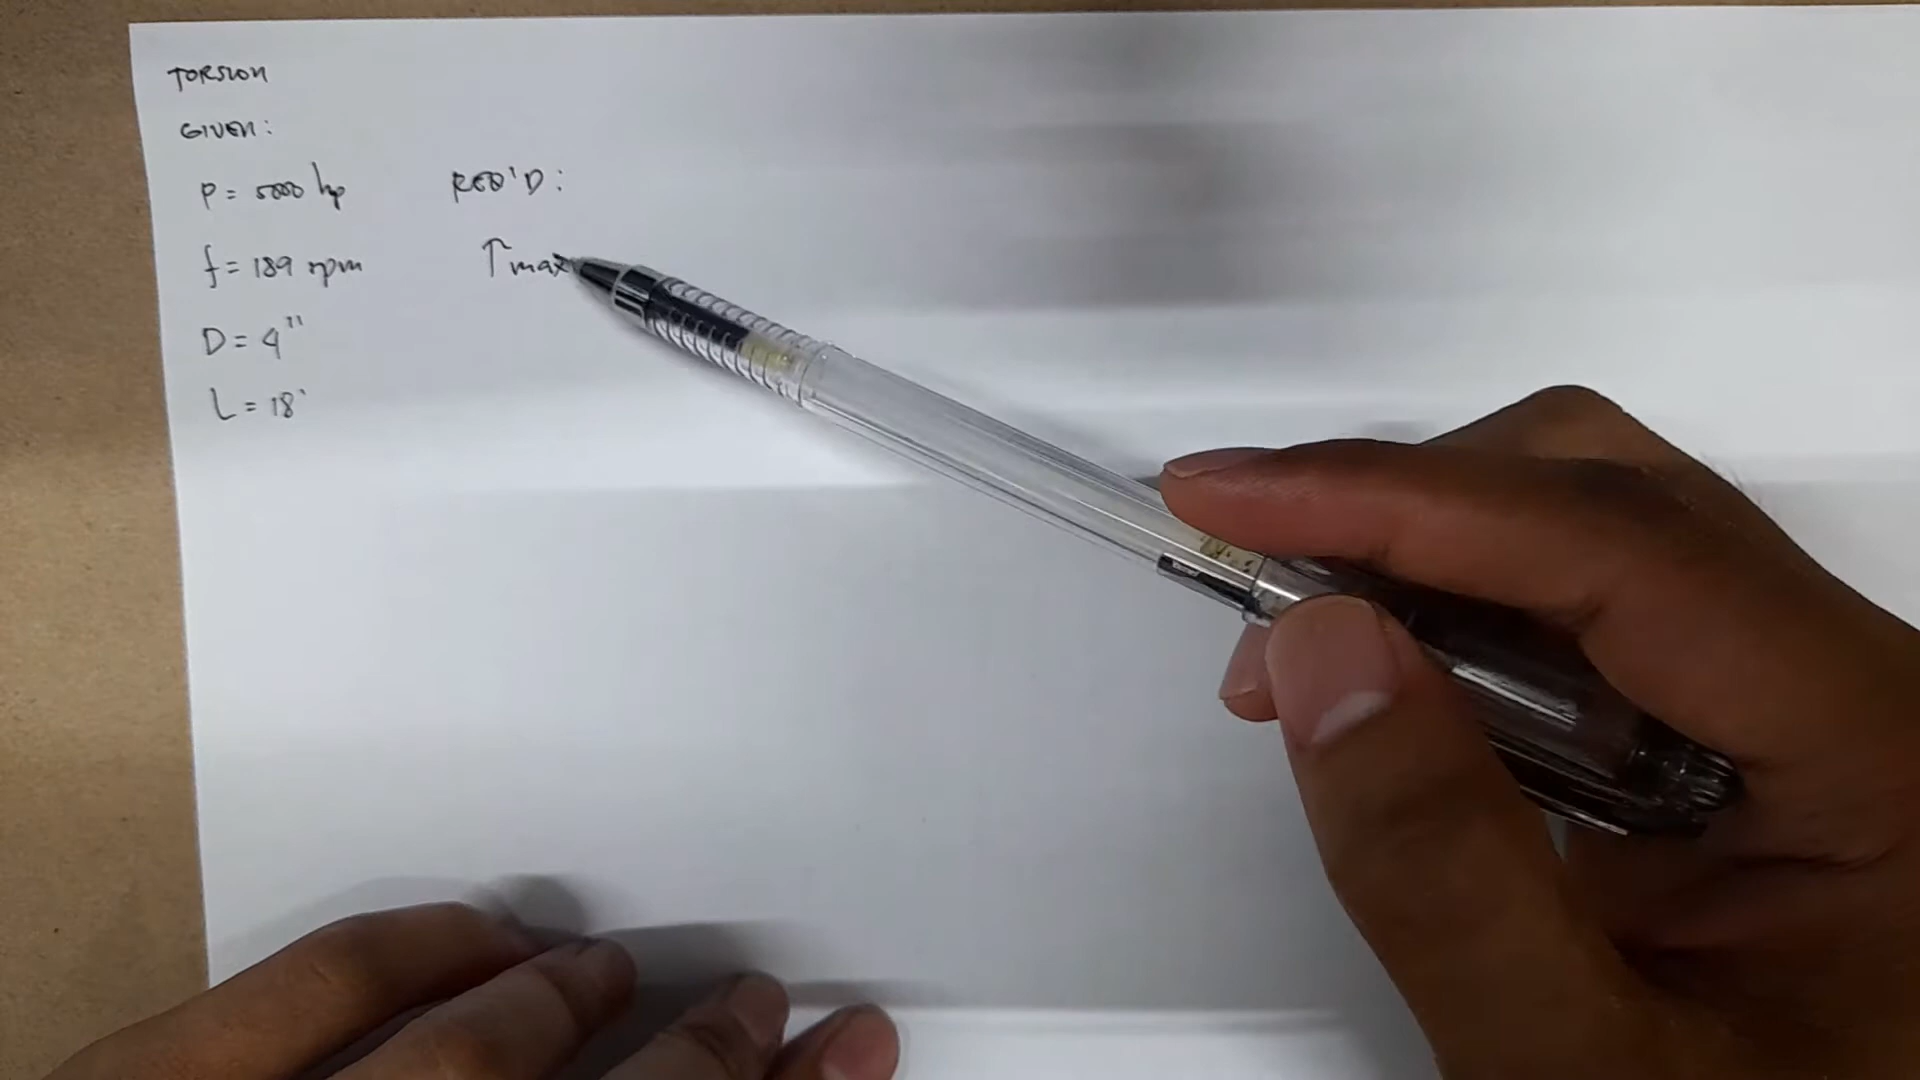 TORSION
GIVEN:
P = 5000 hp
REQ'D:
f = 189 rpm
τmax
D = 4"
L = 18'